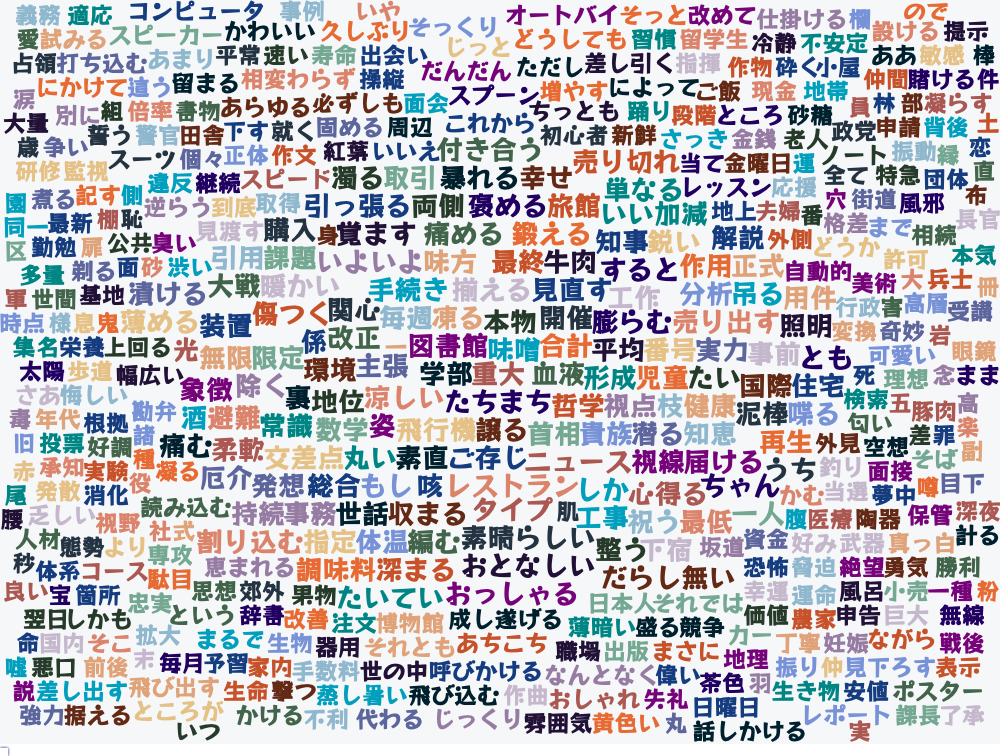 義務 適応 コンピュータ 事例 いや オートバイ そっと 改めて 仕掛ける 欄 ので
愛 試みる スピーカー かわいい 久しぶり そっくり じっと どうしても 習慣 留学生 冷静 不安定 設ける 提示
占領 打ち込む あまり 平常 速い 寿命 出会い だんだん ただし 差し引く 指揮 作物 砕く 小屋 ああ 敏感 棒
涙 にかけて 違う 留まる 相変わらず 操縦 スプーン 増やす によって ご飯 現金 地帯 仲間 賭ける 件
大量 別に 組 倍率 書物 あらゆる 必ずしも 面会 ちっとも 踊り 段階 ところ 砂糖 員 林 部 凝らす 土
歳 争い 誓う 警官 田舎 下す 就く 固める 周辺 これから 初心者 新鮮 さっき 金銭 老人 政党 申請 背後 恋
研修 監視 スーツ 個々 正体 作文 紅葉 いいえ 付き合う 売り切れ 当て 金曜日 運 ノート 振動 緑 直
園 煮る 記す 側 違反 継続 スピード 濁る 取引 暴れる 幸せ 単なる レッスン 応援 全て 特急 団体 布
同一 最新 棚 恥 逆らう 到底 取得 引っ張る 両側 褒める 旅館 いい加減 地上 夫婦 番 穴 街道 風邪 長官
区 勤勉 扉 公共 臭い 見渡す 購入 身 覚ます 痛める 鍛える 知事 鋭い 解説 外側 どうか 格差 まで 相続 許可 本気
多量 剃る 面 砂 渋い 引用 課題 いよいよ 味方 最終 牛肉 すると 作用 正式 自動的 美術 大 兵士 冊
軍 世間 基地 漬ける 大戦 暖かい 手続き 揃える 見直す 工作 分析 吊る 用件 行政 害 高層 受講
時点 様 息 鬼 薄める 装置 傷つく 関心 毎週 凍る 本物 開催 膨らむ 売り出す 照明 変換 奇妙 岩
集 名 栄養 上回る 光 無限 限定 係 改正 一 図書館 味噌 合計 平均 番号 実力 事前 とも 可愛い 眼鏡
太陽 歩道 幅広い 環境 主張 学部 重大 血液 形成 児童 たい 国際 住宅 死 理想 念 まま
さあ 悔しい 象徴 除く 裏 地位 涼しい たちまち 哲学 視点 枝 健康 泥棒 喋る 検索 五 豚肉 高
毒 年代 根拠 勘弁 酒 避難 常識 数学 姿 飛行機 譲る 首相 貴族 潜る 知恵 匂い 差 罪 楽
旧 投票 好調 諸 痛む 柔軟 交差点 丸い 素直 ご存じ ニュース 視線 届ける 再生 外見 空想 そば 副
赤 承知 実験 種 凝る 厄介 発想 総合 もし 咳 レストラン しか 心得る ちゃん うち 釣り 面接 噂 目下
尾 発散 消化 役 読み込む 持続 事務 世話 収まる タイプ 肌 工事 祝う 最低 一人 かむ 当選 夢中 保管 深夜
腰 乏しい 視野 社 式 割り込む 指定 体温 編む 素晴らしい 整う 下宿 坂道 腹 医療 陶器 計る
人材 態勢 より 専攻 恵まれる 調味料 深まる おとなしい だらし無い 資金 好み 武器 真っ白
秒 体系 コース 駄目 思想 郊外 果物 たいてい おっしゃる 恐怖 脅迫 絶望 勇気 勝利
良い 宝 箇所 忠実 という 辞書 改善 注文 博物館 成し遂げる 日本人 それでは 幸運 運命 風呂 小売 一種 粉
翌日 しかも 拡大 まるで 生物 器用 それとも あちこち 薄暗い 盛る 競争 価値 農家 申告 巨大 無線
命 国内 そこ 末 毎月 予習 家内 手数料 世の中 呼びかける 職場 出版 まさに カー 地理 丁寧 妊娠 ながら 戦後
嘘 悪口 前後 飛び出す 生命 撃つ 蒸し暑い 飛び込む なんとなく 偉い 茶色 羽 振り 仲 見下ろす 表示
説 差し出す ところが かける 不利 代わる じっくり 作曲 おしゃれ 失礼 日曜日 生き物 安値 ポスター
強力 据える いつ 雰囲気 黄色い 丸 話しかける レポート 課長 了承 実